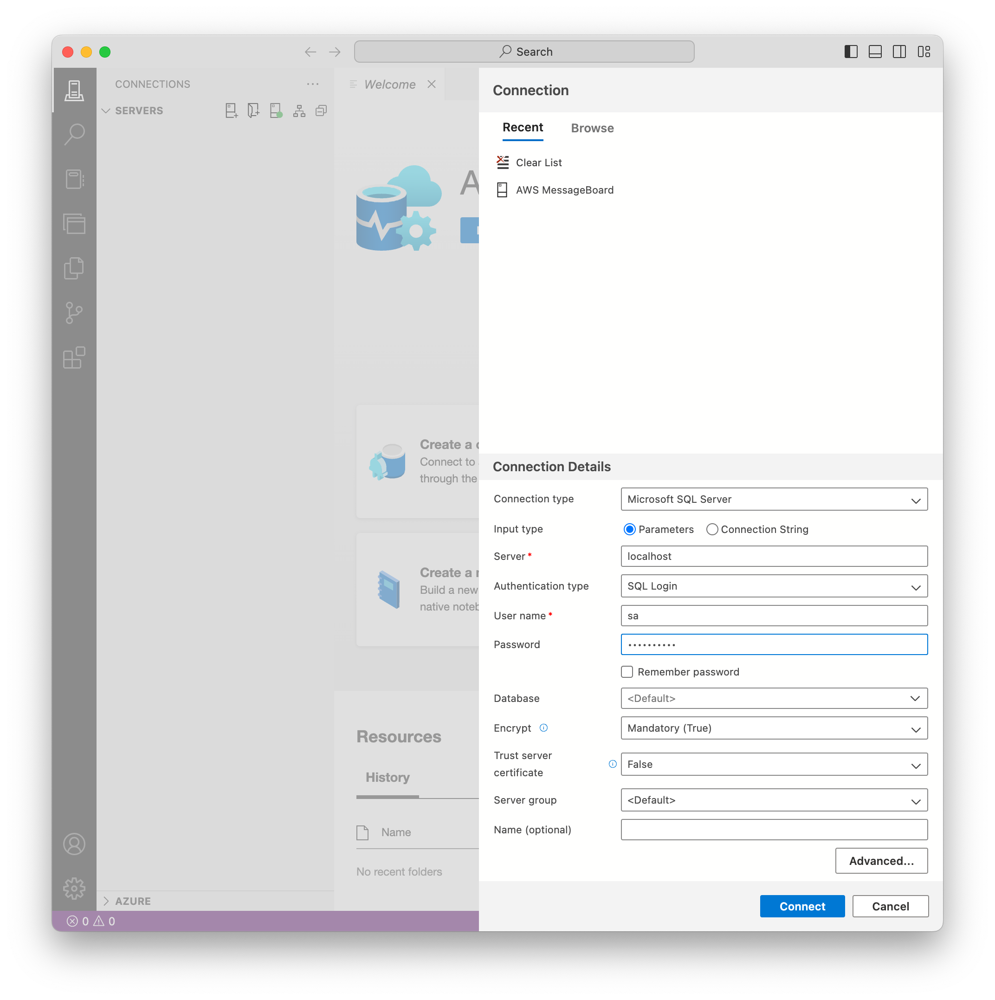 Search
CONNECTIONS
SERVERS
Welcome
A
Create a
Connect to
through the
Create a
Build a new
native noteb
Resources
History
Name
No recent folders
AZURE
0 0
Connection
Recent Browse
Clear List
AWS MessageBoard
Connection Details
Connection type Microsoft SQL Server
Input type Parameters Connection String
Server * localhost
Authentication type SQL Login
User name * sa
Password ••••••••••
Remember password
Database <Default>
Encrypt Mandatory (True)
Trust server
certificate False
Server group <Default>
Name (optional)
Advanced...
Connect Cancel